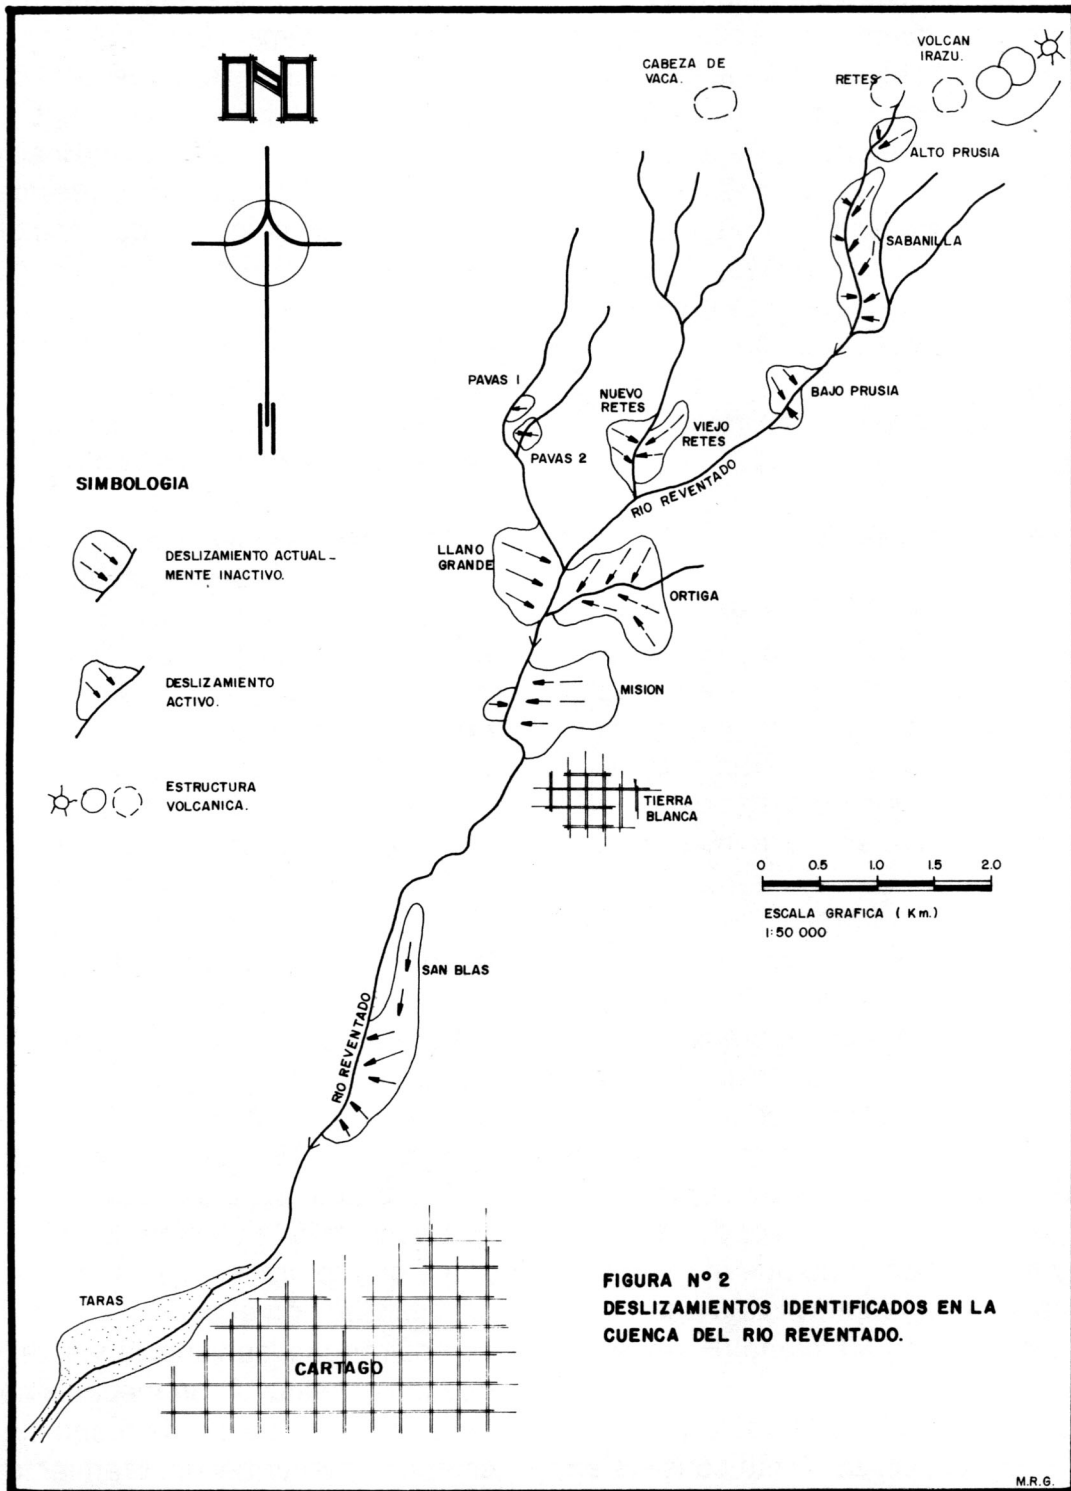 N
VOLCAN
IRAZU.
CABEZA DE
VACA.
RETES
ALTO PRUSIA
SABANILLA
BAJO PRUSIA
PAVAS 1
NUEVO
RETES
VIEJO
RETES
PAVAS 2
RIO REVENTADO
SIMBOLOGIA
DESLIZAMIENTO ACTUAL-
MENTE INACTIVO.
DESLIZAMIENTO
ACTIVO.
ESTRUCTURA
VOLCANICA.
LLANO
GRANDE
ORTIGA
MISION
TIERRA
BLANCA
0 0.5 1.0 1.5 2.0
ESCALA GRAFICA ( Km.)
1:50 000
SAN BLAS
RIO REVENTADO
TARAS
CARTAGO
FIGURA Nº 2
DESLIZAMIENTOS IDENTIFICADOS EN LA
CUENCA DEL RIO REVENTADO.
M.R.G.